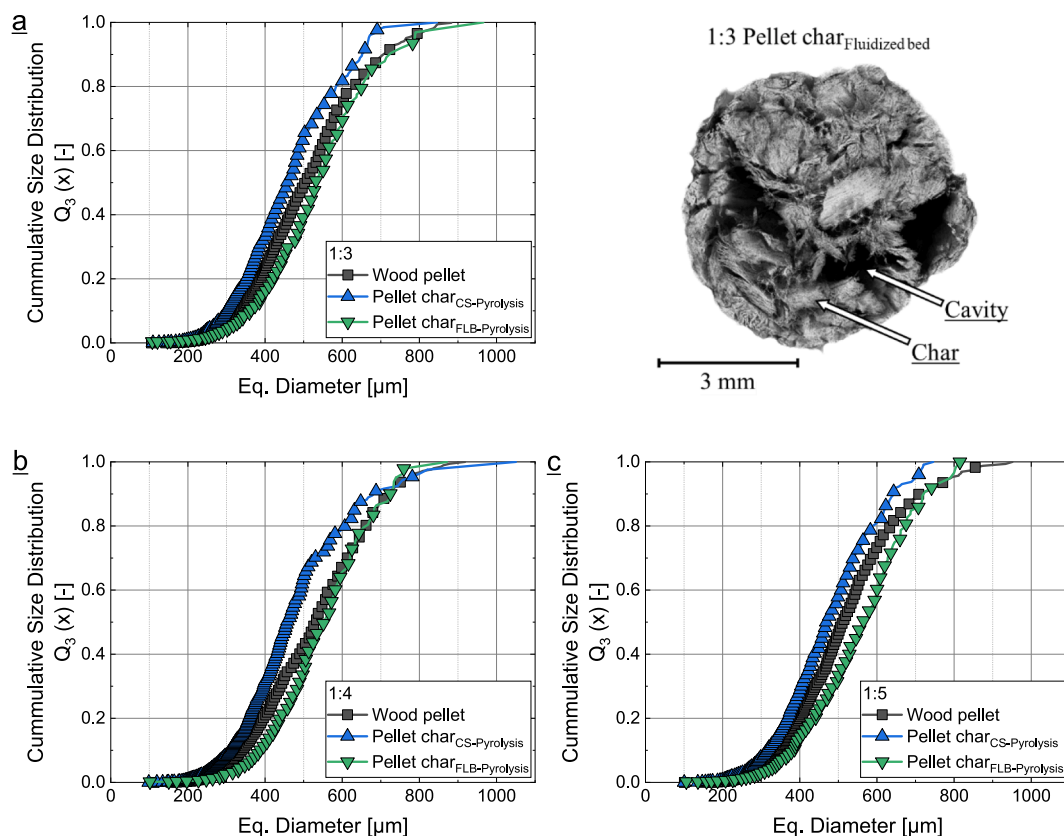 a
Cummulative Size Distribution
Q3 (x) [-]
1.0
0.8
0.6
0.4
0.2
0.0
0 200 400 600 800 1000
Eq. Diameter [µm]
1:3
Wood pellet
Pellet charCS-Pyrolysis
Pellet charFLB-Pyrolysis
1:3 Pellet charFluidized bed
Cavity
Char
3 mm
b
Cummulative Size Distribution
Q3 (x) [-]
1.0
0.8
0.6
0.4
0.2
0.0
0 200 400 600 800 1000
Eq. Diameter [µm]
1:4
Wood pellet
Pellet charCS-Pyrolysis
Pellet charFLB-Pyrolysis
c
Cummulative Size Distribution
Q3 (x) [-]
1.0
0.8
0.6
0.4
0.2
0.0
0 200 400 600 800 1000
Eq. Diameter [µm]
1:5
Wood pellet
Pellet charCS-Pyrolysis
Pellet charFLB-Pyrolysis